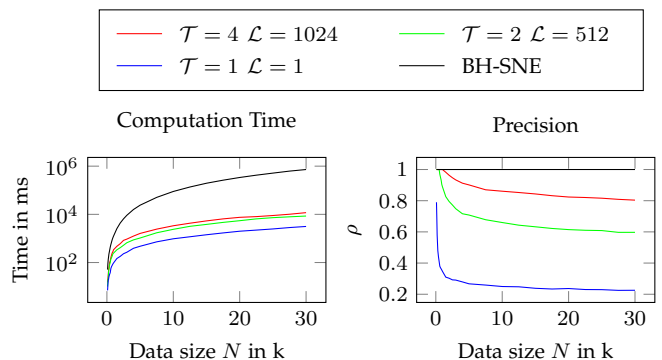 𝒯 = 4 ℒ = 1024
𝒯 = 2 ℒ = 512
𝒯 = 1 ℒ = 1
BH-SNE
Computation Time
10^6
10^4
10^2
Time in ms
0 10 20 30
Data size N in k
Precision
1
0.8
0.6
0.4
0.2
ρ
0 10 20 30
Data size N in k